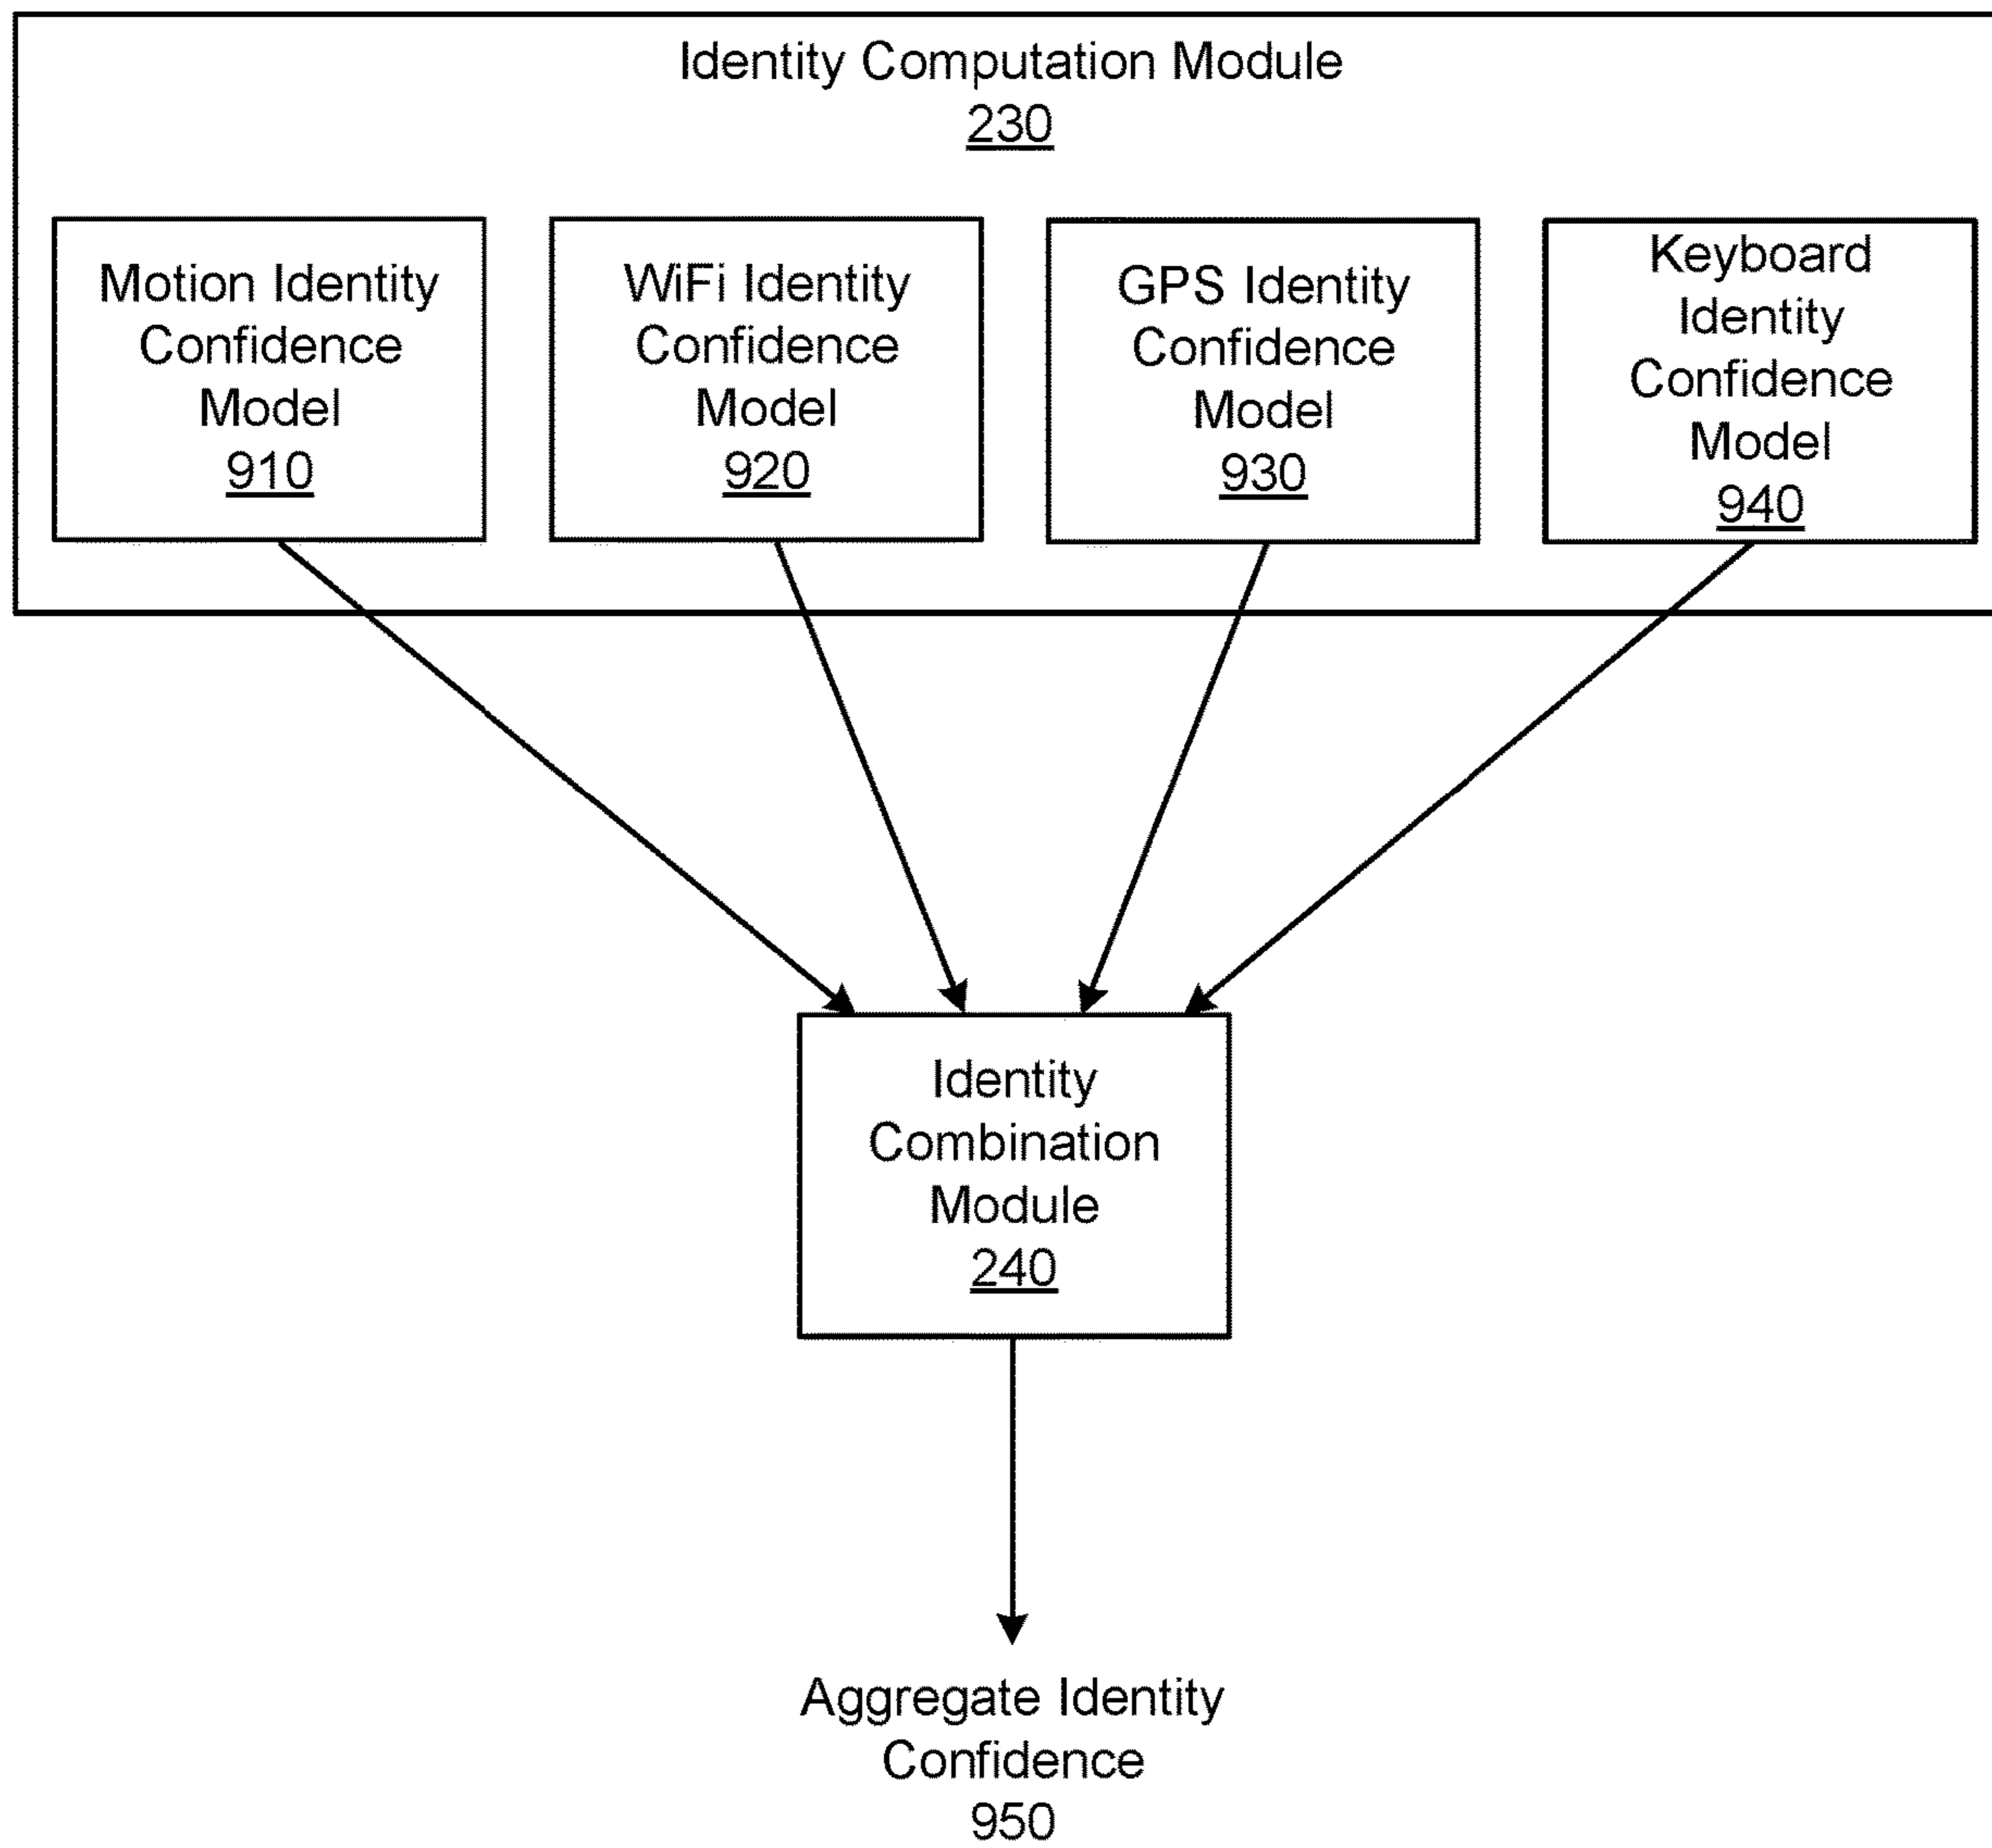 Identity Computation Module
230
Motion Identity
Confidence
Model
910
WiFi Identity
Confidence
Model
920
GPS Identity
Confidence
Model
930
Keyboard
Identity
Confidence
Model
940
Identity
Combination
Module
240
Aggregate Identity
Confidence
950